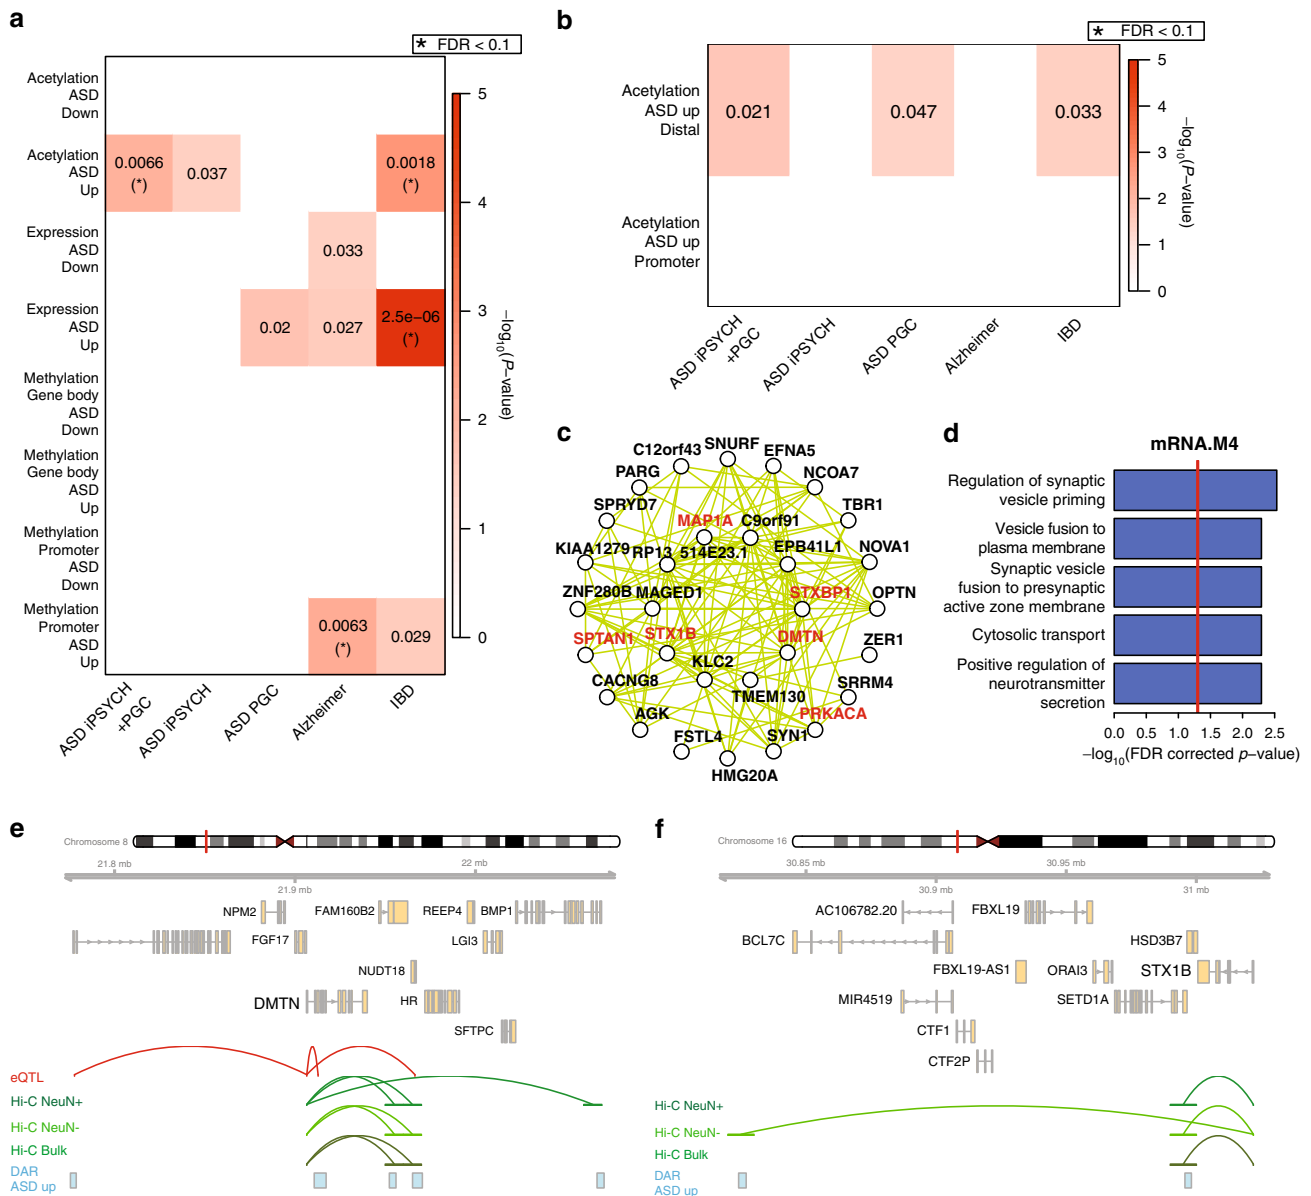 a
* FDR < 0.1
Acetylation
ASD
Down
Acetylation
ASD
Up
Expression
ASD
Down
Expression
ASD
Up
Methylation
Gene body
ASD
Down
Methylation
Gene body
ASD
Up
Methylation
Promoter
ASD
Down
Methylation
Promoter
ASD
Up
0.0066
(*)
0.037
0.0018
(*)
0.033
0.02
0.027
2.5e−06
(*)
0.0063
(*)
0.029
ASD iPSYCH
+PGC
ASD iPSYCH
ASD PGC
Alzheimer
IBD
5
4
3
2
1
0
−log10(P−value)
b
* FDR < 0.1
Acetylation
ASD up
Distal
Acetylation
ASD up
Promoter
0.021
0.047
0.033
ASD iPSYCH
+PGC
ASD iPSYCH
ASD PGC
Alzheimer
IBD
5
4
3
2
1
0
−log10(P−value)
c
C12orf43
SNURF
EFNA5
PARG
NCOA7
SPRYD7
MAP1A
C9orf91
TBR1
KIAA1279
RP13
514E23.1
EPB41L1
NOVA1
ZNF280B
MAGED1
STXBP1
OPTN
SPTAN1
STX1B
DMTN
ZER1
KLC2
CACNG8
TMEM130
SRRM4
AGK
PRKACA
FSTL4
SYN1
HMG20A
d
mRNA.M4
Regulation of synaptic
vesicle priming
Vesicle fusion to
plasma membrane
Synaptic vesicle
fusion to presynaptic
active zone membrane
Cytosolic transport
Positive regulation of
neurotransmitter
secretion
0.0 0.5 1.0 1.5 2.0 2.5
−log10(FDR corrected p−value)
e
Chromosome 8
21.8 mb
22 mb
21.9 mb
NPM2
FAM160B2
REEP4
BMP1
FGF17
LGI3
NUDT18
DMTN
HR
SFTPC
eQTL
Hi-C NeuN+
Hi-C NeuN-
Hi-C Bulk
DAR
ASD up
f
Chromosome 16
30.85 mb
30.95 mb
30.9 mb
31 mb
AC106782.20
FBXL19
BCL7C
HSD3B7
FBXL19-AS1
ORAI3
STX1B
MIR4519
SETD1A
CTF1
CTF2P
Hi-C NeuN+
Hi-C NeuN-
Hi-C Bulk
DAR
ASD up